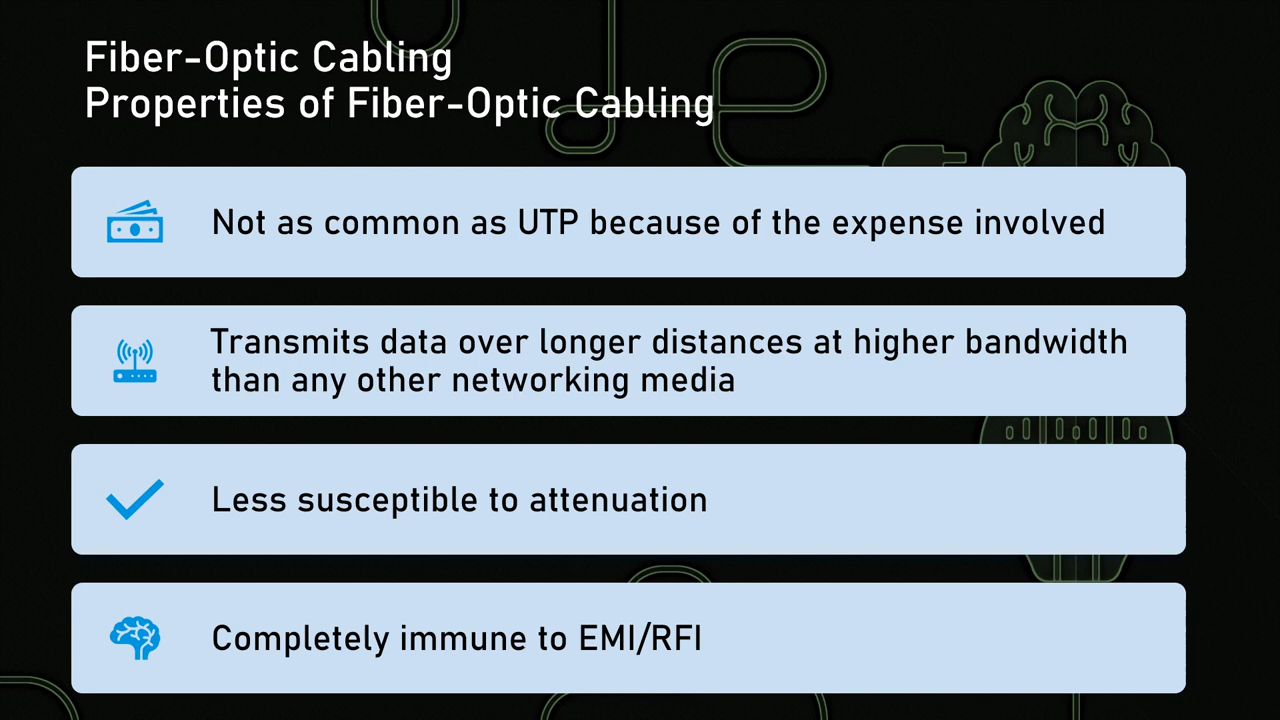 Fiber-Optic Cabling
Properties of Fiber-Optic Cabling
Not as common as UTP because of the expense involved
Transmits data over longer distances at higher bandwidth
than any other networking media
Less susceptible to attenuation
Completely immune to EMI/RFI